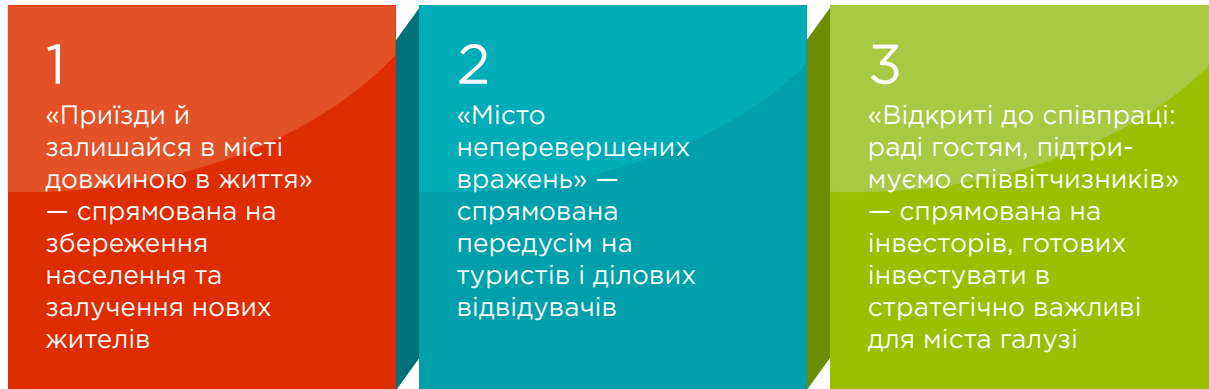 1
«Приїзди й
залишайся в місті
довжиною в життя»
— спрямована на
збереження
населення та
залучення нових
жителів
2
«Місто
неперевершених
вражень» —
спрямована
передусім на
туристів і ділових
відвідувачів
3
«Відкриті до співпраці:
раді гостям, підтри-
муємо співвітчизників»
— спрямована на
інвесторів, готових
інвестувати в
стратегічно важливі
для міста галузі